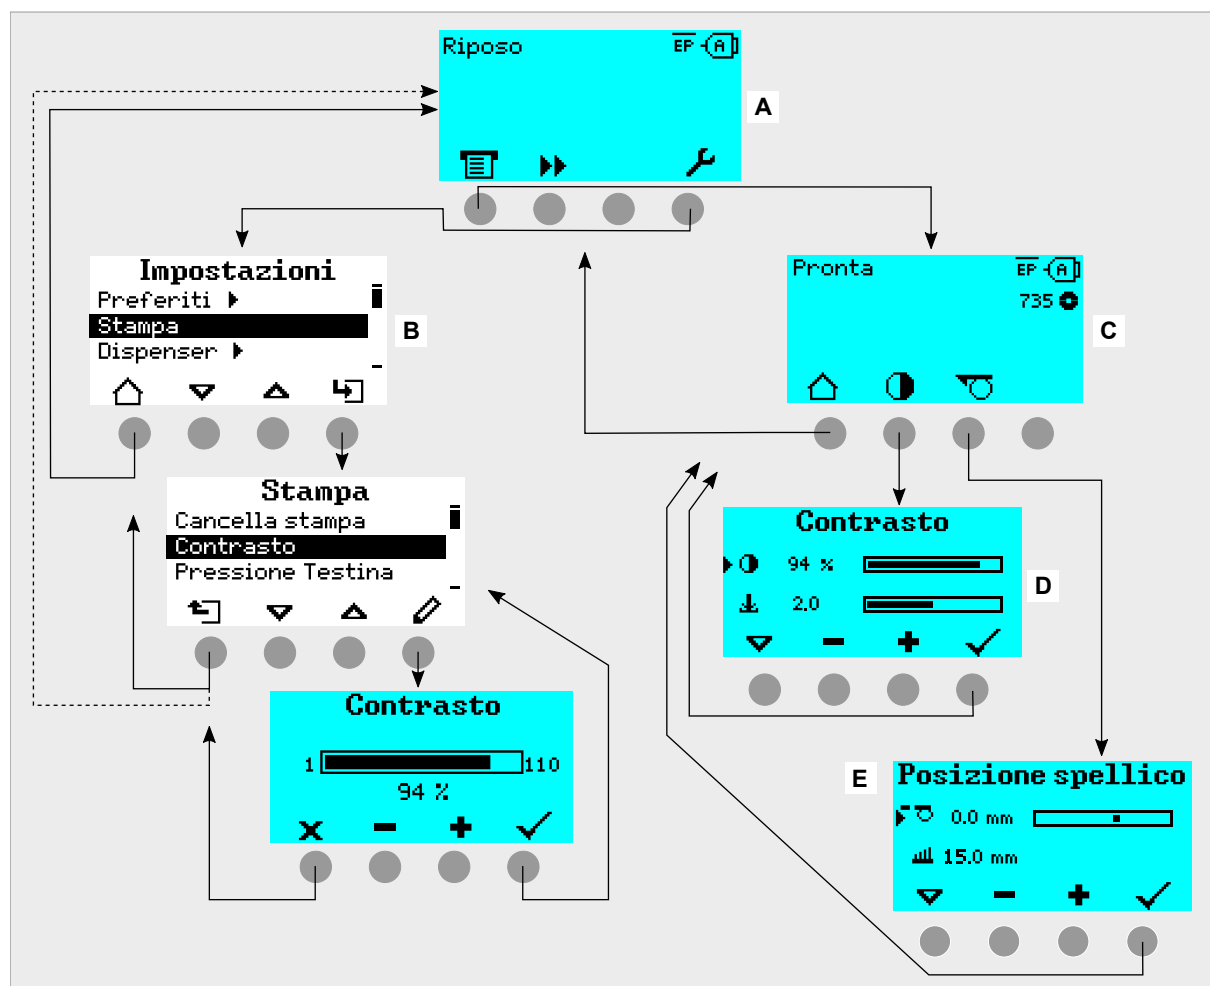 Riposo EP A
A
Impostazioni
Preferiti
Stampa
Dispenser
B
Pronta EP A
735
C
Stampa
Cancella stampa
Contrasto
Pressione Testina
Contrasto
94 %
2.0
D
Contrasto
1 110
94 %
E
Posizione spellico
0.0 mm
15.0 mm